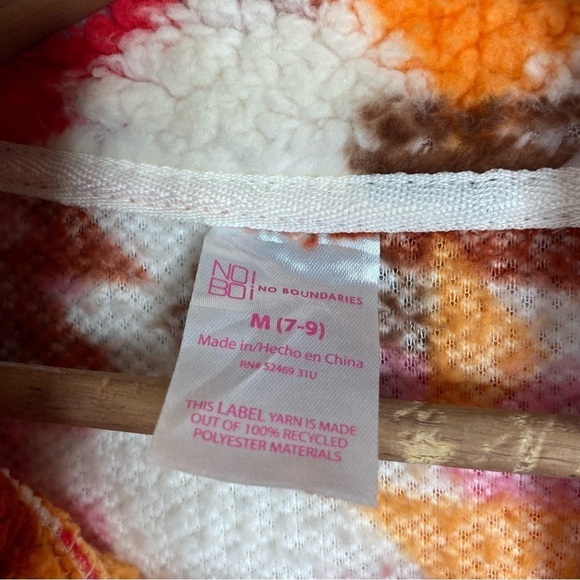 NO!
BO¡ NO BOUNDARIES
M (7-9)
Made in/Hecho en China
RN# 52469 31U
THIS LABEL YARN IS MADE
OUT OF 100% RECYCLED
POLYESTER MATERIALS